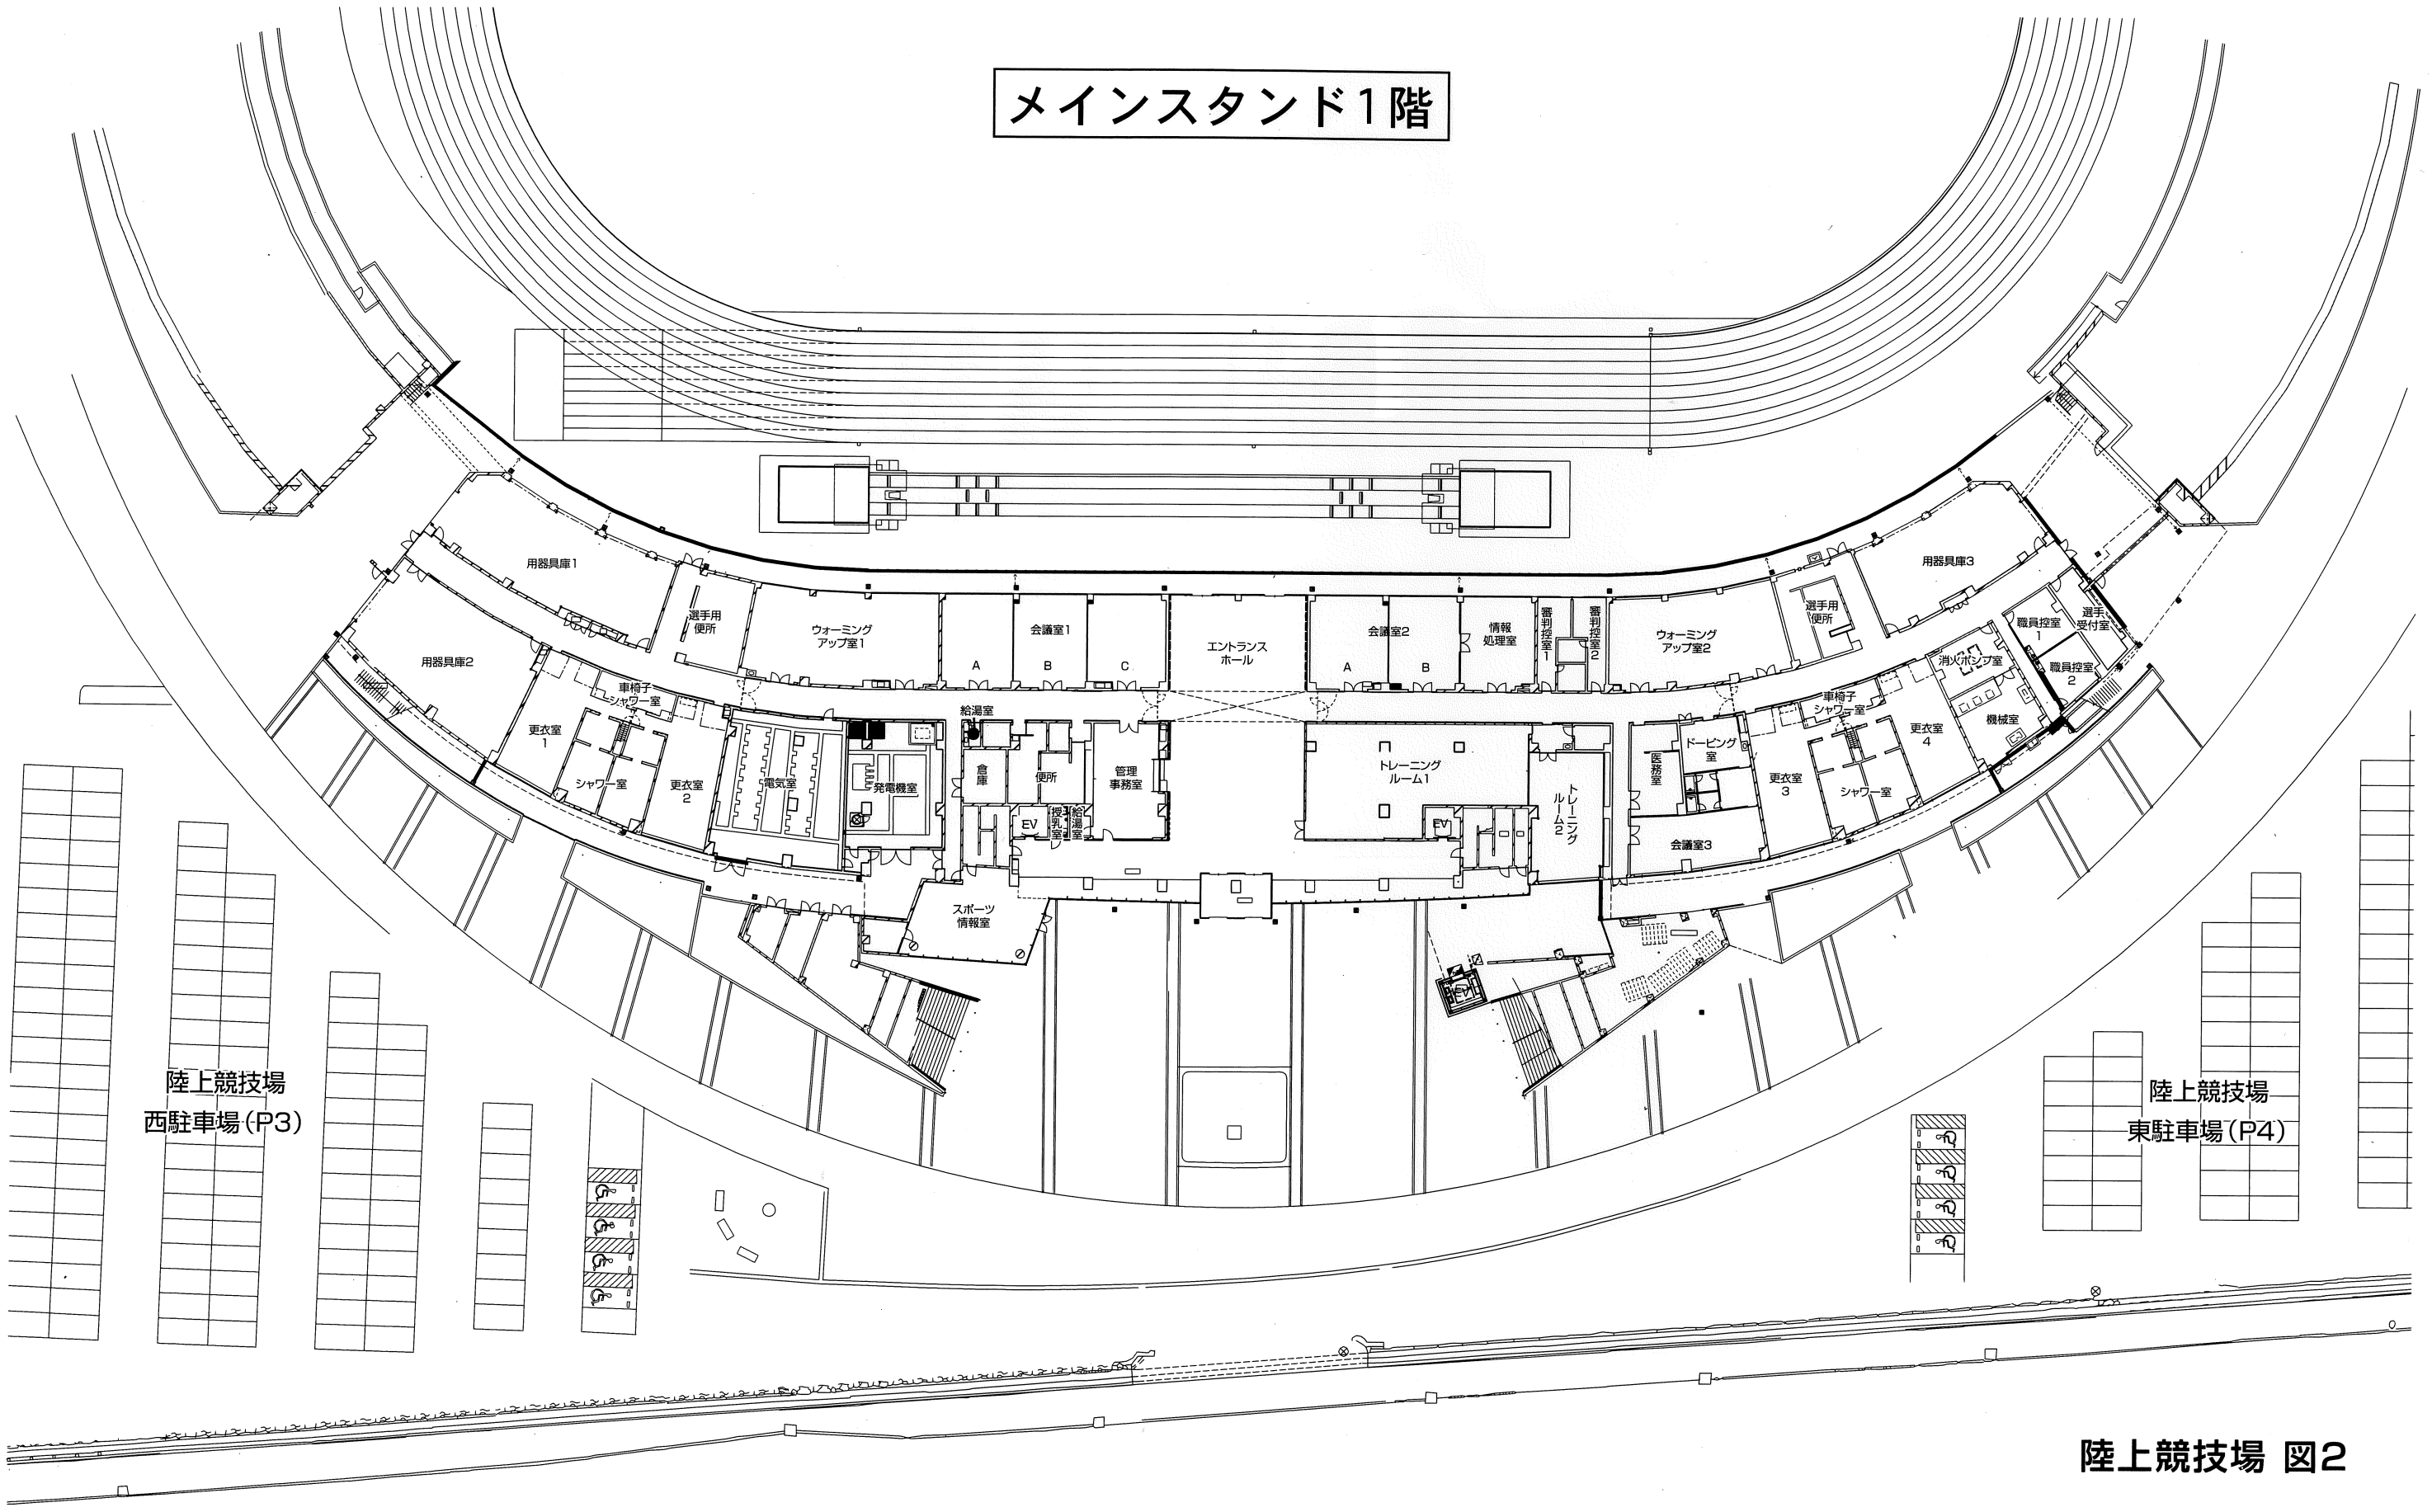 メインスタンド1階
用器具庫1
選手用
便所
ウォーミング
アップ室1
会議室1
A
B
C
エントランス
ホール
会議室2
A
B
情報
処理室
審判控室1
審判控室2
ウォーミング
アップ室2
選手用
便所
用器具庫3
職員控室
1
選手
受付室
職員控室
2
消火ポンプ室
機械室
用器具庫2
更衣室
1
車椅子
シャワー室
シャワー室
更衣室
2
電気室
発電機室
給湯室
倉庫
便所
EV
授乳室
給湯室
管理
事務室
スポーツ
情報室
トレーニング
ルーム1
EV
トレーニング
ルーム2
EV
医務室
ドーピング
室
会議室3
更衣室
3
車椅子
シャワー室
シャワー室
更衣室
4
陸上競技場
西駐車場(P3)
陸上競技場
東駐車場(P4)
陸上競技場 図2